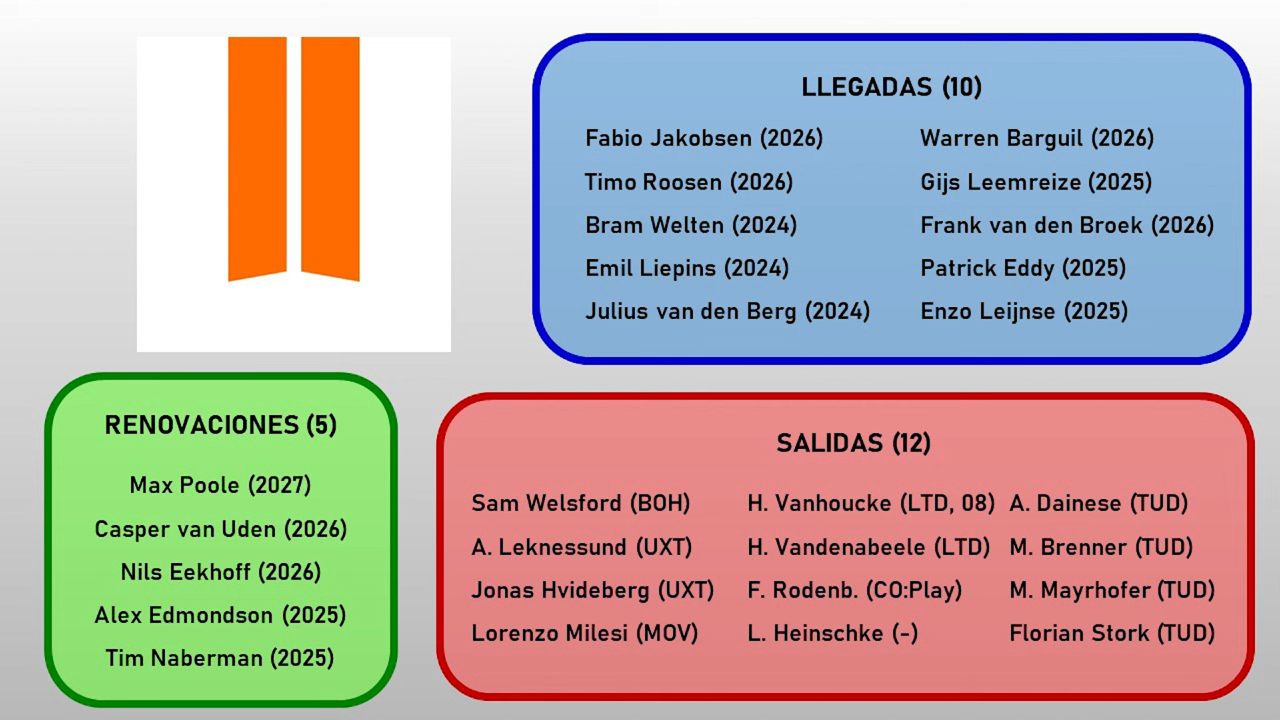 LLEGADAS (10)
Fabio Jakobsen (2026)
Timo Roosen (2026)
Bram Welten (2024)
Emil Liepins (2024)
Julius van den Berg (2024)
Warren Barguil (2026)
Gijs Leemreize (2025)
Frank van den Broek (2026)
Patrick Eddy (2025)
Enzo Leijnse (2025)
RENOVACIONES (5)
Max Poole (2027)
Casper van Uden (2026)
Nils Eekhoff (2026)
Alex Edmondson (2025)
Tim Naberman (2025)
SALIDAS (12)
Sam Welsford (BOH)
A. Leknessund (UXT)
Jonas Hvideberg (UXT)
Lorenzo Milesi (MOV)
H. Vanhoucke (LTD, 08)
H. Vandenabeele (LTD)
F. Rodenb. (CO:Play)
L. Heinschke (-)
A. Dainese (TUD)
M. Brenner (TUD)
M. Mayrhofer (TUD)
Florian Stork (TUD)